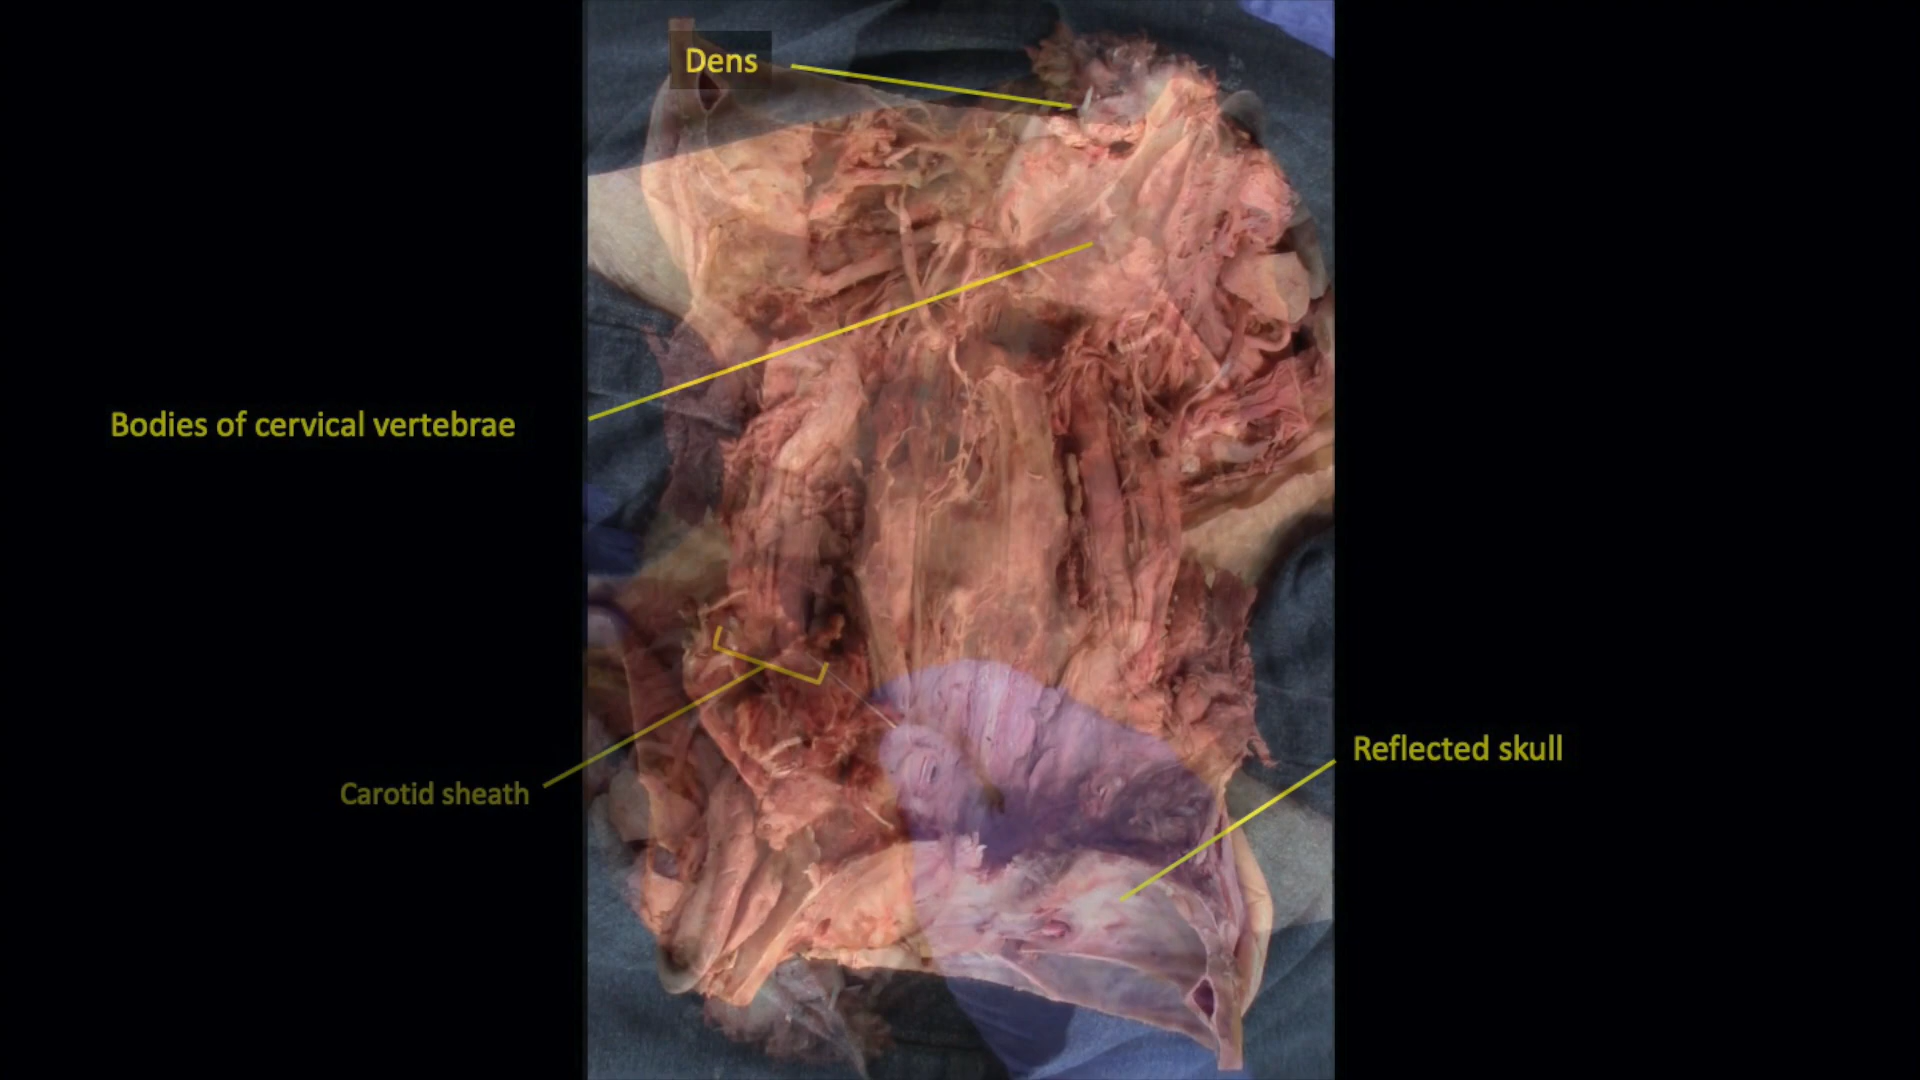 Dens
Bodies of cervical vertebrae
Reflected skull
Carotid sheath